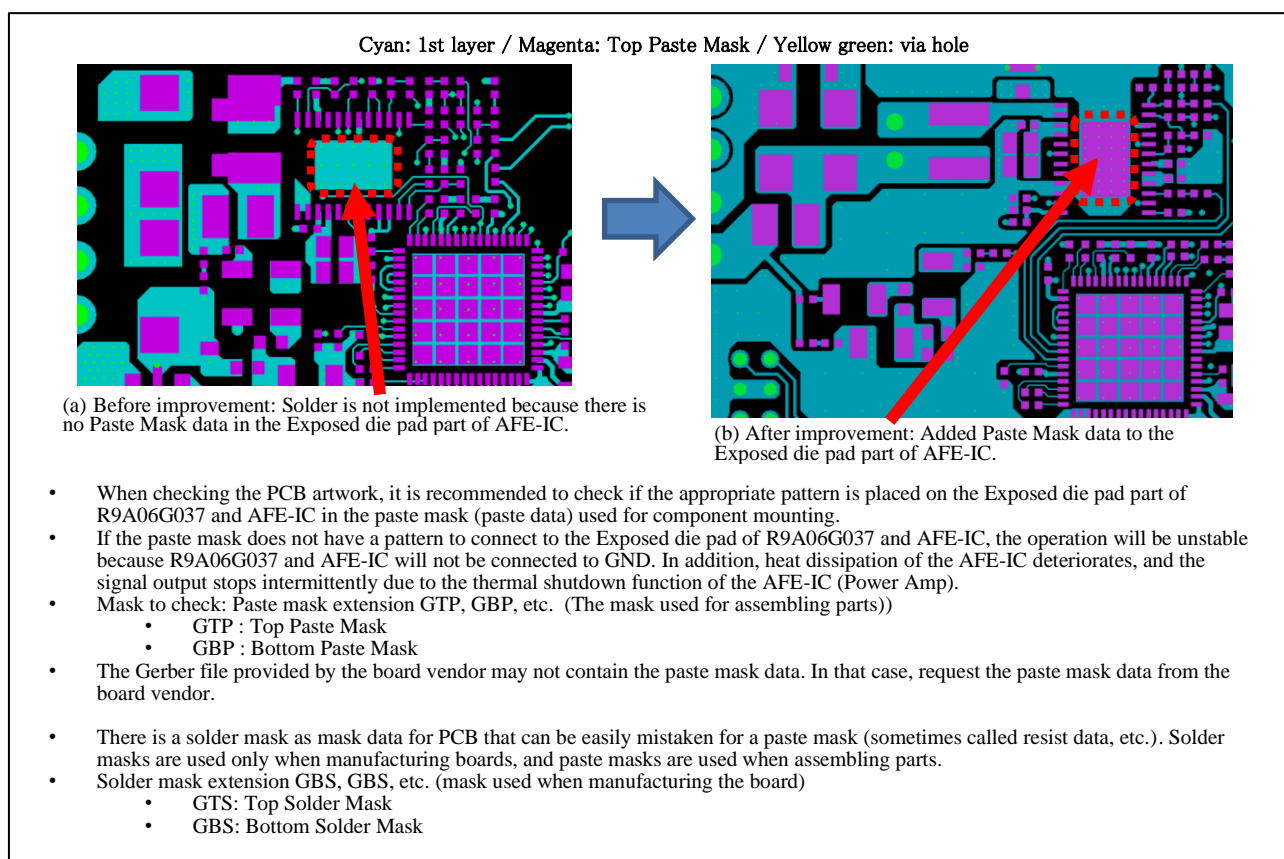 Cyan: 1st layer / Magenta: Top Paste Mask / Yellow green: via hole
(a) Before improvement: Solder is not implemented because there is
no Paste Mask data in the Exposed die pad part of AFE-IC.
(b) After improvement: Added Paste Mask data to the
Exposed die pad part of AFE-IC.
• When checking the PCB artwork, it is recommended to check if the appropriate pattern is placed on the Exposed die pad part of
R9A06G037 and AFE-IC in the paste mask (paste data) used for component mounting.
• If the paste mask does not have a pattern to connect to the Exposed die pad of R9A06G037 and AFE-IC, the operation will be unstable
because R9A06G037 and AFE-IC will not be connected to GND. In addition, heat dissipation of the AFE-IC deteriorates, and the
signal output stops intermittently due to the thermal shutdown function of the AFE-IC (Power Amp).
• Mask to check: Paste mask extension GTP, GBP, etc. (The mask used for assembling parts))
• GTP : Top Paste Mask
• GBP : Bottom Paste Mask
• The Gerber file provided by the board vendor may not contain the paste mask data. In that case, request the paste mask data from the
board vendor.
• There is a solder mask as mask data for PCB that can be easily mistaken for a paste mask (sometimes called resist data, etc.). Solder
masks are used only when manufacturing boards, and paste masks are used when assembling parts.
• Solder mask extension GBS, GBS, etc. (mask used when manufacturing the board)
• GTS: Top Solder Mask
• GBS: Bottom Solder Mask